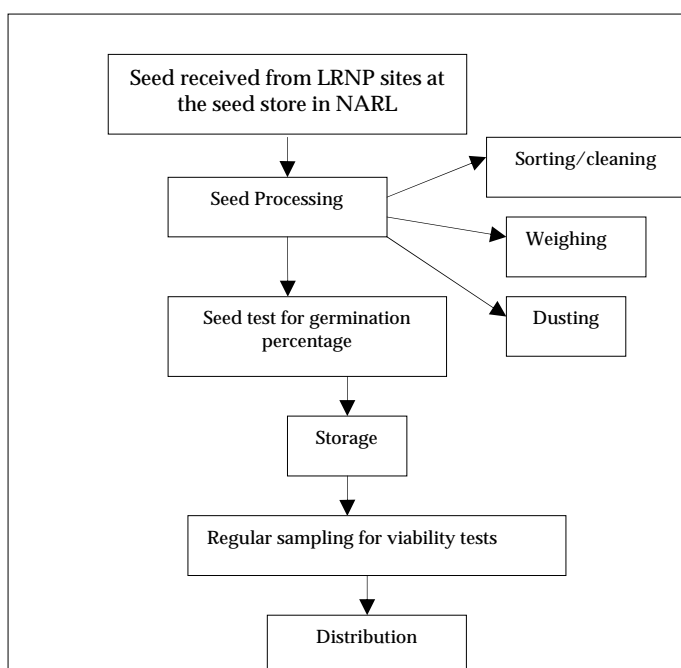 Seed received from LRNP sites at
the seed store in NARL
Sorting/cleaning
Seed Processing
Weighing
Seed test for germination
percentage
Dusting
Storage
Regular sampling for viability tests
Distribution